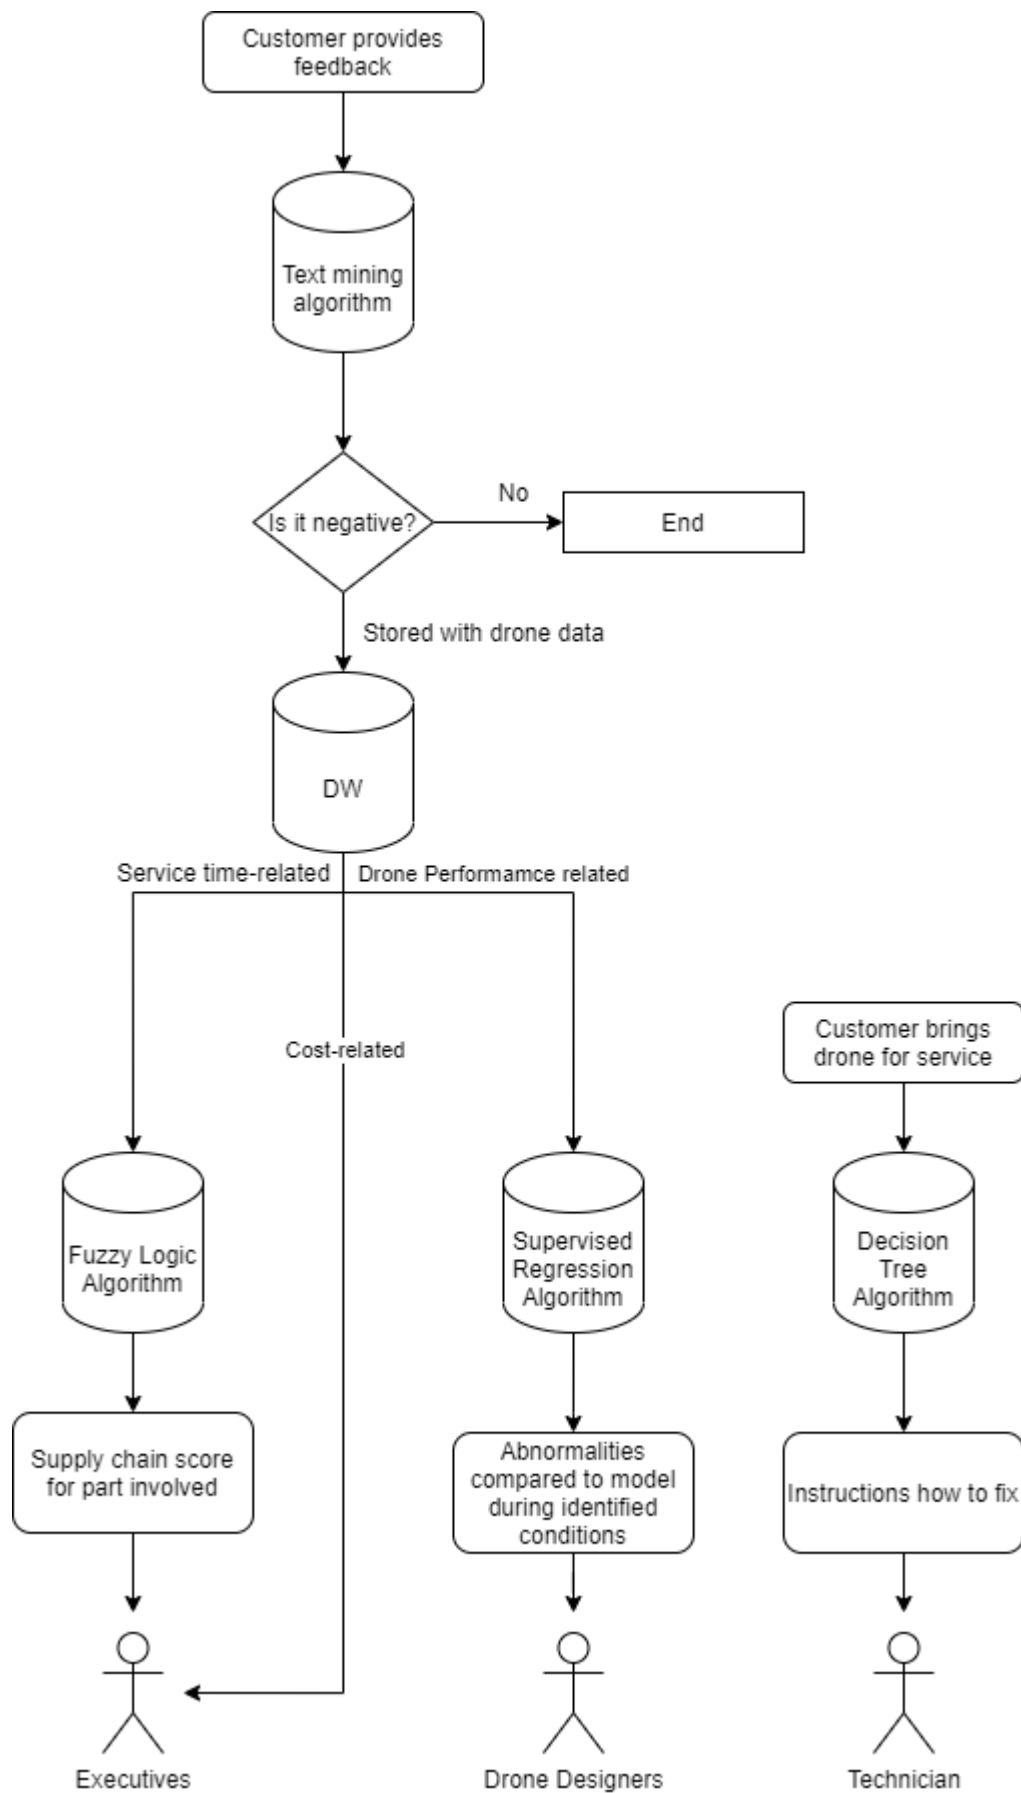 Customer provides
feedback
Text mining
algorithm
Is it negative?
No
End
Stored with drone data
DW
Service time-related
Drone Performamce related
Cost-related
Customer brings
drone for service
Fuzzy Logic
Algorithm
Supervised
Regression
Algorithm
Decision
Tree
Algorithm
Supply chain score
for part involved
Abnormalities
compared to model
during identified
conditions
Instructions how to fix
Executives
Drone Designers
Technician